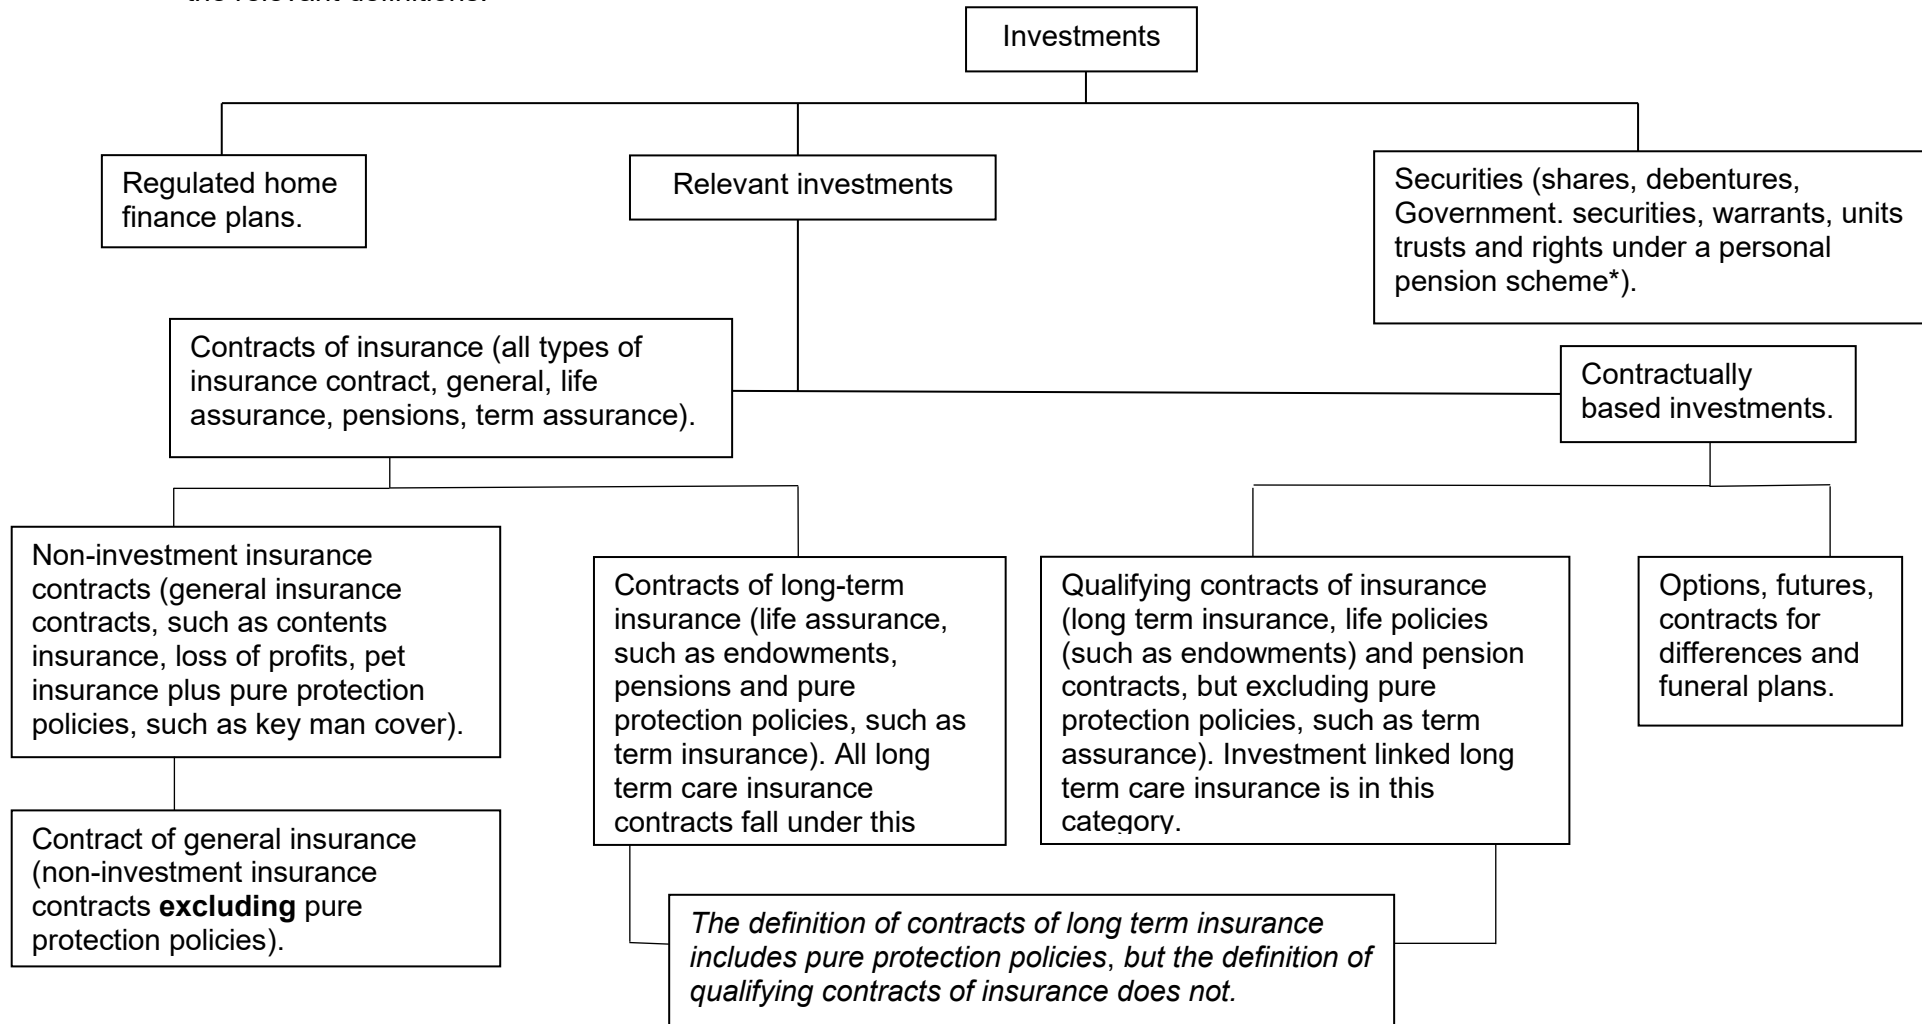 the relevant definitions.
Investments
Regulated home
finance plans.
Relevant investments
Securities (shares, debentures,
Government. securities, warrants, units
trusts and rights under a personal
pension scheme*).
Contracts of insurance (all types of
insurance contract, general, life
assurance, pensions, term assurance).
Contractually
based investments.
Non-investment insurance
contracts (general insurance
contracts, such as contents
insurance, loss of profits, pet
insurance plus pure protection
policies, such as key man cover).
Contracts of long-term
insurance (life assurance,
such as endowments,
pensions and pure
protection policies, such as
term insurance). All long
term care insurance
contracts fall under this
Qualifying contracts of insurance
(long term insurance, life policies
(such as endowments) and pension
contracts, but excluding pure
protection policies, such as term
assurance). Investment linked long
term care insurance is in this
category.
Options, futures,
contracts for
differences and
funeral plans.
Contract of general insurance
(non-investment insurance
contracts excluding pure
protection policies).
The definition of contracts of long term insurance
includes pure protection policies, but the definition of
qualifying contracts of insurance does not.